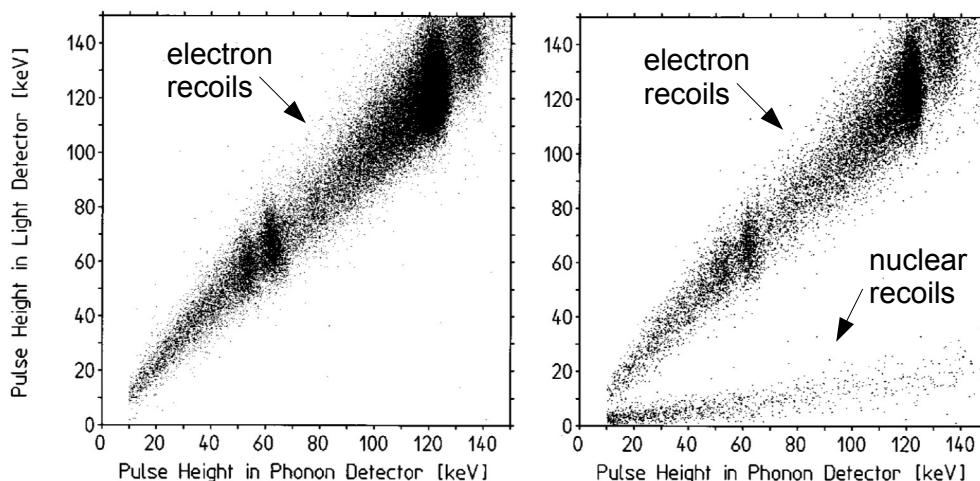 Pulse Height in Light Detector [keV]
140
120
100
80
60
40
20
0
electron
recoils
0 20 40 60 80 100 120 140
Pulse Height in Phonon Detector [keV]
140
120
100
80
60
40
20
0
electron
recoils
nuclear
recoils
0 20 40 60 80 100 120 140
Pulse Height in Phonon Detector [keV]